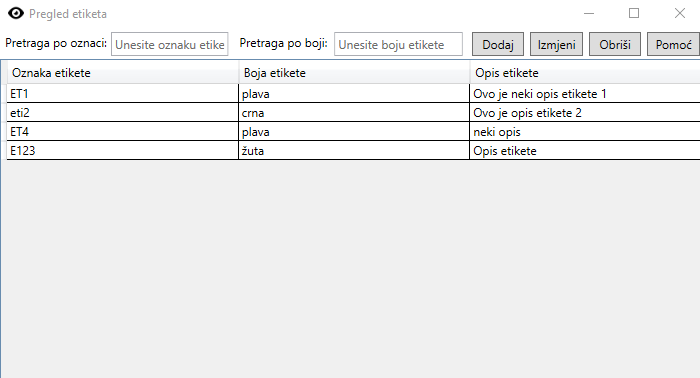 Pregled etiketa
Pretraga po oznaci: Unesite oznaku etike Pretraga po boji: Unesite boju etikete Dodaj Izmjeni Obriši Pomoć
Oznaka etikete Boja etikete Opis etikete
ET1 plava Ovo je neki opis etikete 1
eti2 crna Ovo je opis etikete 2
ET4 plava neki opis
E123 žuta Opis etikete